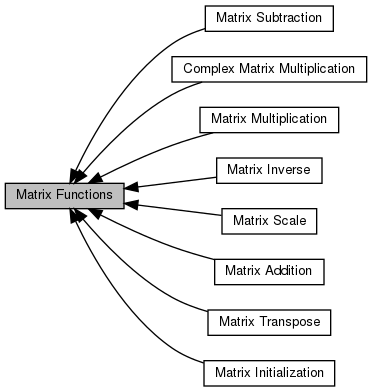 Matrix Subtraction
Complex Matrix Multiplication
Matrix Multiplication
Matrix Inverse
Matrix Functions
Matrix Scale
Matrix Addition
Matrix Transpose
Matrix Initialization